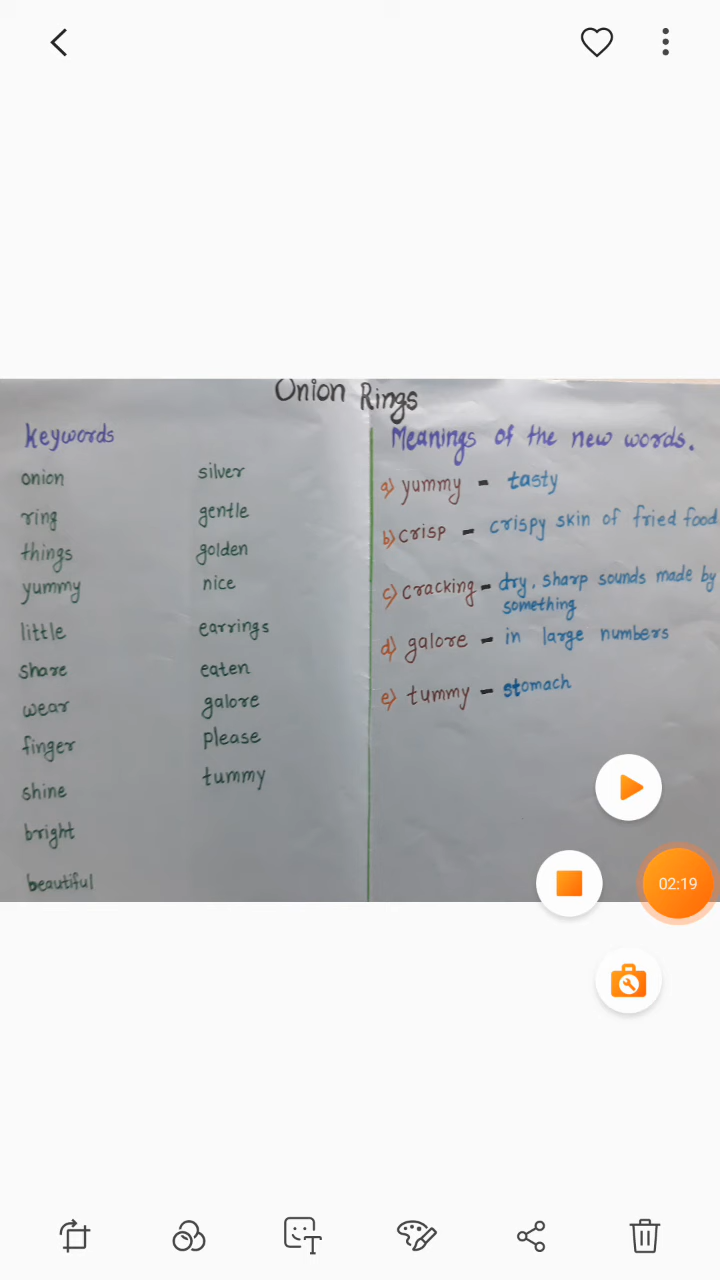 Onion Rings
Keywords
onion
ring
things
yummy
little
share
wear
finger
shine
bright
beautiful
silver
gentle
golden
nice
earrings
eaten
galore
please
tummy
Meanings of the new words.
a) yummy - tasty
b) crisp - crispy skin of fried food
c) cracking - dry, sharp sounds made by
something
d) galore - in large numbers
e) tummy - stomach
02:19